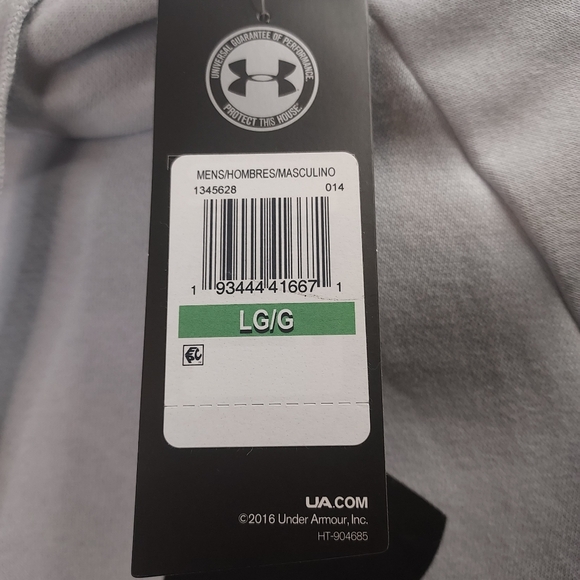 UNIVERSAL GUARANTEE OF PERFORMANCE
PROTECT THIS HOUSE
MENS/HOMBRES/MASCULINO
1345628 014
1 93444 41667 1
LG/G
UA.COM
©2016 Under Armour, Inc.
HT-904685